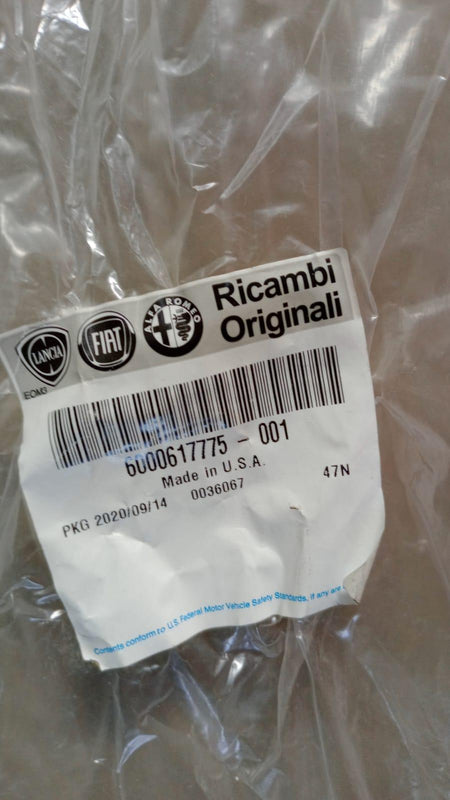 Ricambi
Originali
LANCIA
FIAT
ALFA ROMEO
EOM3
6000617775 - 001
Made in U.S.A.
PKG 2020/09/14 0036067 47N
Contents conform to U.S. Federal Motor Vehicle Safety Standards, if any are